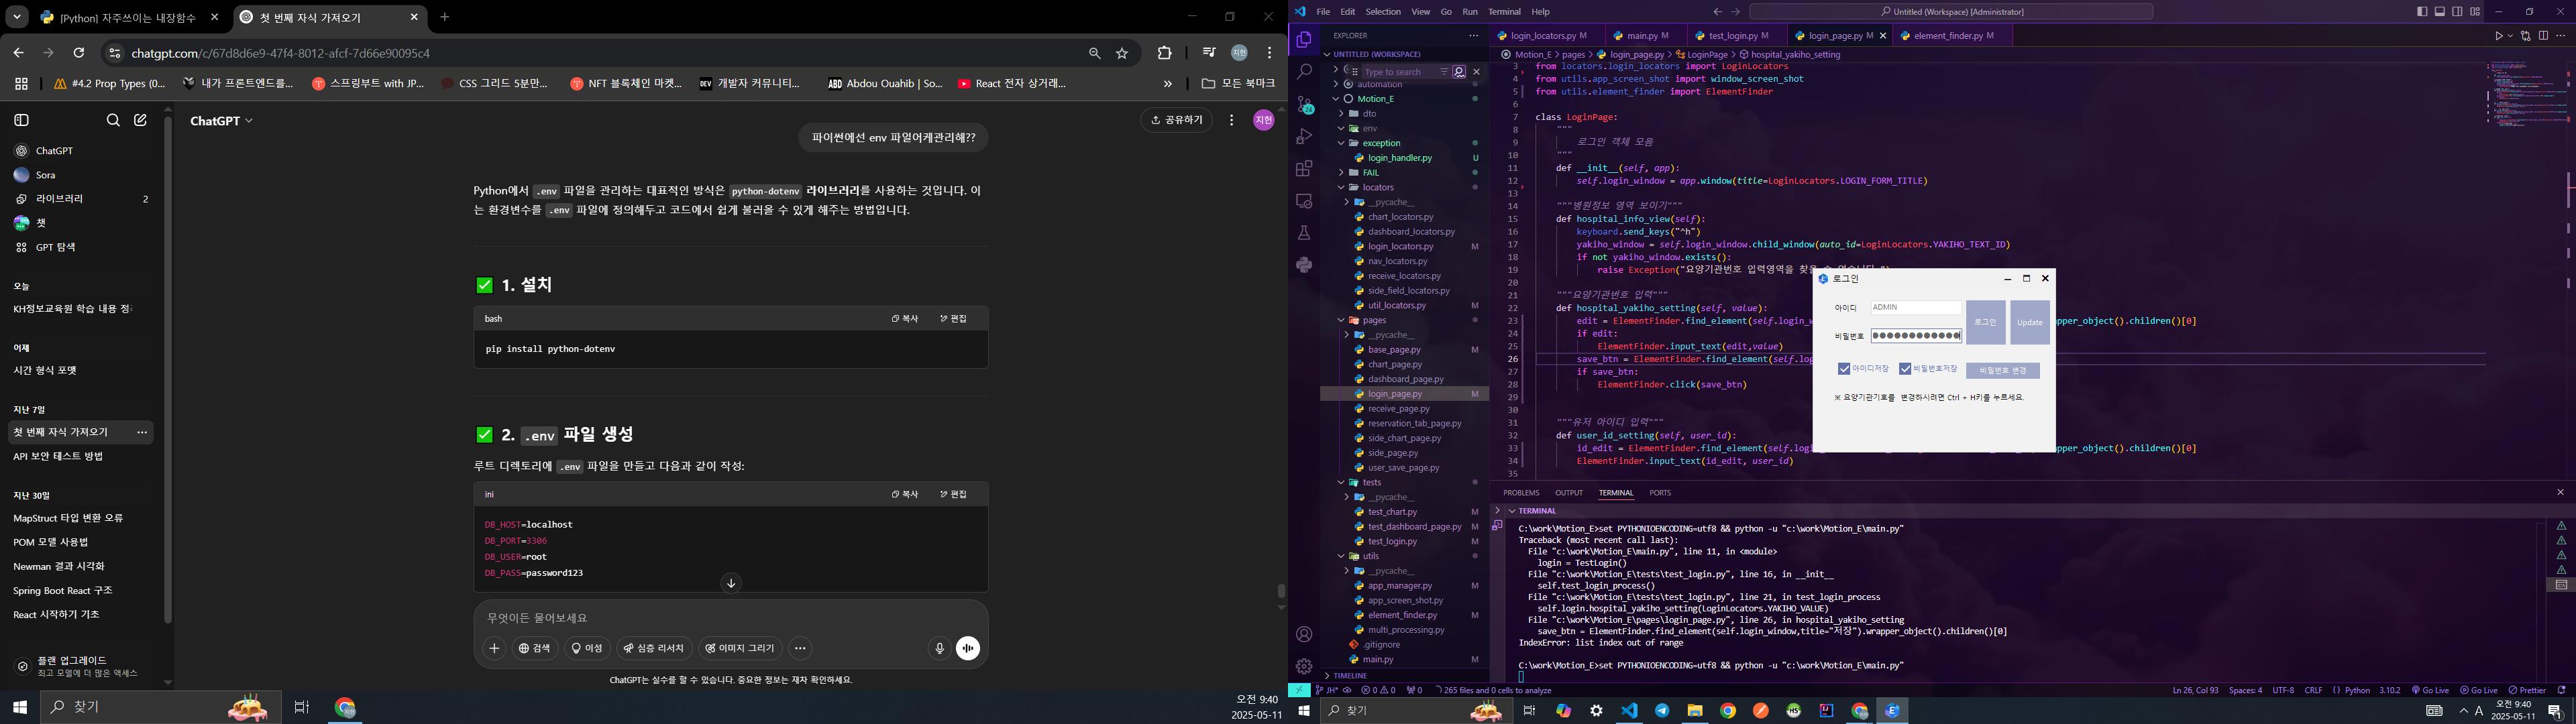 [Python] 자주쓰이는 내장함수
첫 번째 자식 가져오기
chatgpt.com/c/67d8d6e9-47f4-8012-afcf-7d66e90095c4
#4.2 Prop Types (0...
내가 프론트엔드를...
스프링부트 with JP...
CSS 그리드 5분만...
NFT 블록체인 마켓...
개발자 커뮤니티...
Abdou Ouahib | So...
React 전자 상거래...
모든 북마크
ChatGPT
Sora
라이브러리 2
챗
GPT 탐색
오늘
KH정보교육원 학습 내용 정
어제
시간 형식 포맷
지난 7일
첫 번째 자식 가져오기
API 보안 테스트 방법
지난 30일
MapStruct 타입 변환 오류
POM 모델 사용법
Newman 결과 시각화
Spring Boot React 구조
React 시작하기 기초
플랜 업그레이드
최고 모델에 더 많은 액세스
ChatGPT
공유하기
지헌
파이썬에선 env 파일어케관리해??
Python에서 .env 파일을 관리하는 대표적인 방식은 python-dotenv 라이브러리를 사용하는 것입니다. 이
는 환경변수를 .env 파일에 정의해두고 코드에서 쉽게 불러올 수 있게 해주는 방법입니다.
1. 설치
bash
복사 편집
pip install python-dotenv
2. .env 파일 생성
루트 디렉토리에 .env 파일을 만들고 다음과 같이 작성:
ini
복사 편집
DB_HOST=localhost
DB_PORT=3306
DB_USER=root
DB_PASS=password123
무엇이든 물어보세요
검색
이성
심층 리서치
이미지 그리기
ChatGPT는 실수를 할 수 있습니다. 중요한 정보는 재차 확인하세요.
찾기
오전 9:40
2025-05-11
File Edit Selection View Go Run Terminal Help
Untitled (Workspace) [Administrator]
EXPLORER
UNTITLED (WORKSPACE)
Type to search
automation
Motion_E
dto
env
exception
login_handler.py U
FAIL
locators
__pycache__
chart_locators.py
dashboard_locators.py
login_locators.py M
nav_locators.py
receive_locators.py
side_field_locators.py
util_locators.py M
pages
__pycache__
base_page.py M
chart_page.py
dashboard_page.py
login_page.py M
receive_page.py
reservation_tab_page.py
side_chart_page.py
side_page.py
user_save_page.py
tests
__pycache__
test_chart.py M
test_dashboard_page.py M
test_login.py M
utils
__pycache__
app_manager.py M
app_screen_shot.py
element_finder.py M
multi_processing.py
.gitignore
main.py M
TIMELINE
login_locators.py M
main.py M
test_login.py M
login_page.py M
element_finder.py M
Motion_E > pages > login_page.py > LoginPage > hospital_yakiho_setting
3 from locators.login_locators import LoginLocators
4 from utils.app_screen_shot import window_screen_shot
5 from utils.element_finder import ElementFinder
6
7 class LoginPage:
8 """
9 로그인 객체 모음
10 """
11 def __init__(self, app):
12 self.login_window = app.window(title=LoginLocators.LOGIN_FORM_TITLE)
13
14 """병원정보 영역 보이기"""
15 def hospital_info_view(self):
16 keyboard.send_keys("^h")
17 yakiho_window = self.login_window.child_window(auto_id=LoginLocators.YAKIHO_TEXT_ID)
18 if not yakiho_window.exists():
19 raise Exception("요양기관번호 입력영역을 찾을 수 없습니다.")
20
21 """요양기관번호 입력"""
22 def hospital_yakiho_setting(self, value):
23 edit = ElementFinder.find_element(self.login_w apper_object().children()[0]
24 if edit:
25 ElementFinder.input_text(edit,value)
26 save_btn = ElementFinder.find_element(self.log
27 if save_btn:
28 ElementFinder.click(save_btn)
29
30
31 """유저 아이디 입력"""
32 def user_id_setting(self, user_id):
33 id_edit = ElementFinder.find_element(self.logi apper_object().children()[0]
34 ElementFinder.input_text(id_edit, user_id)
35
로그인
아이디 ADMIN
비밀번호
로그인
Update
아이디저장
비밀번호저장
비밀번호 변경
※ 요양기관기호를 변경하시려면 Ctrl + H키를 누르세요.
PROBLEMS OUTPUT TERMINAL PORTS
TERMINAL
C:\work\Motion_E>set PYTHONIOENCODING=utf8 && python -u "c:\work\Motion_E\main.py"
Traceback (most recent call last):
File "c:\work\Motion_E\main.py", line 11, in <module>
login = TestLogin()
File "c:\work\Motion_E\tests\test_login.py", line 16, in __init__
self.test_login_process()
File "c:\work\Motion_E\tests\test_login.py", line 21, in test_login_process
self.login.hospital_yakiho_setting(LoginLocators.YAKIHO_VALUE)
File "c:\work\Motion_E\pages\login_page.py", line 26, in hospital_yakiho_setting
save_btn = ElementFinder.find_element(self.login_window,title="저장").wrapper_object().children()[0]
IndexError: list index out of range
C:\work\Motion_E>set PYTHONIOENCODING=utf8 && python -u "c:\work\Motion_E\main.py"
JH* 0 0 0 265 files and 0 cells to analyze
Ln 26, Col 93 Spaces: 4 UTF-8 CRLF Python 3.10.2 Go Live Go Live Prettier
찾기
A
오전 9:40
2025-05-11